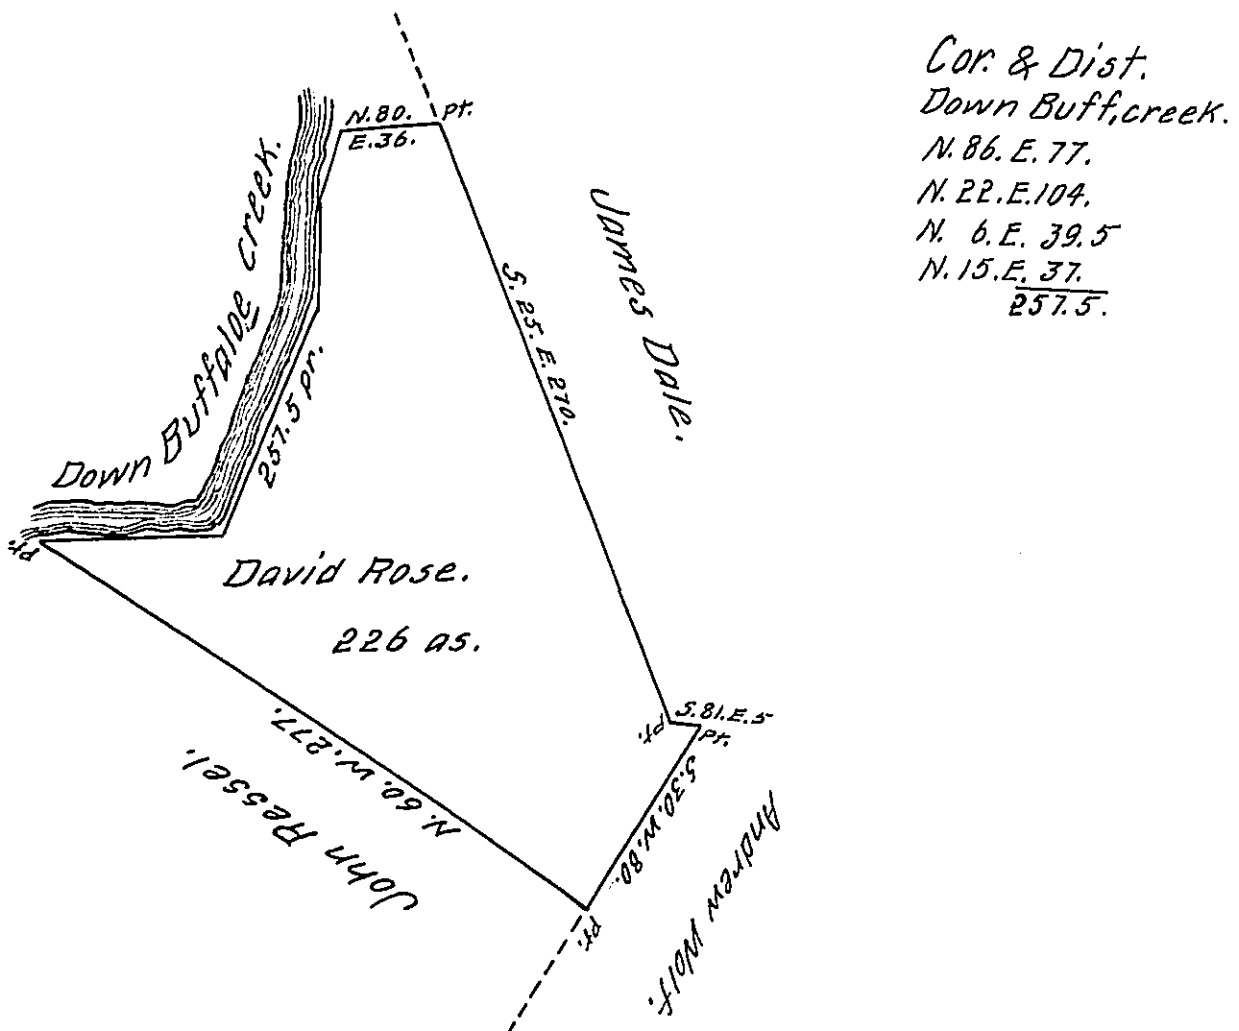 Cor. & Dist.
Down Buff, creek.
N. 86. E. 77.
N. 22. E. 104.
N. 6. E. 39.5
N. 15. E. 37.
257.5.
N. 80.
E. 36.
Pt.
Down Buffaloe creek.
257.5 pr.
S. 25. E. 270.
James Dale.
Pt.
David Rose.
226 as.
S. 81. E. 5
Pt.
Pt.
S. 30. W. 80.
Andrew Wolf.
N. 60. W. 277.
John Ressel.
Pt.